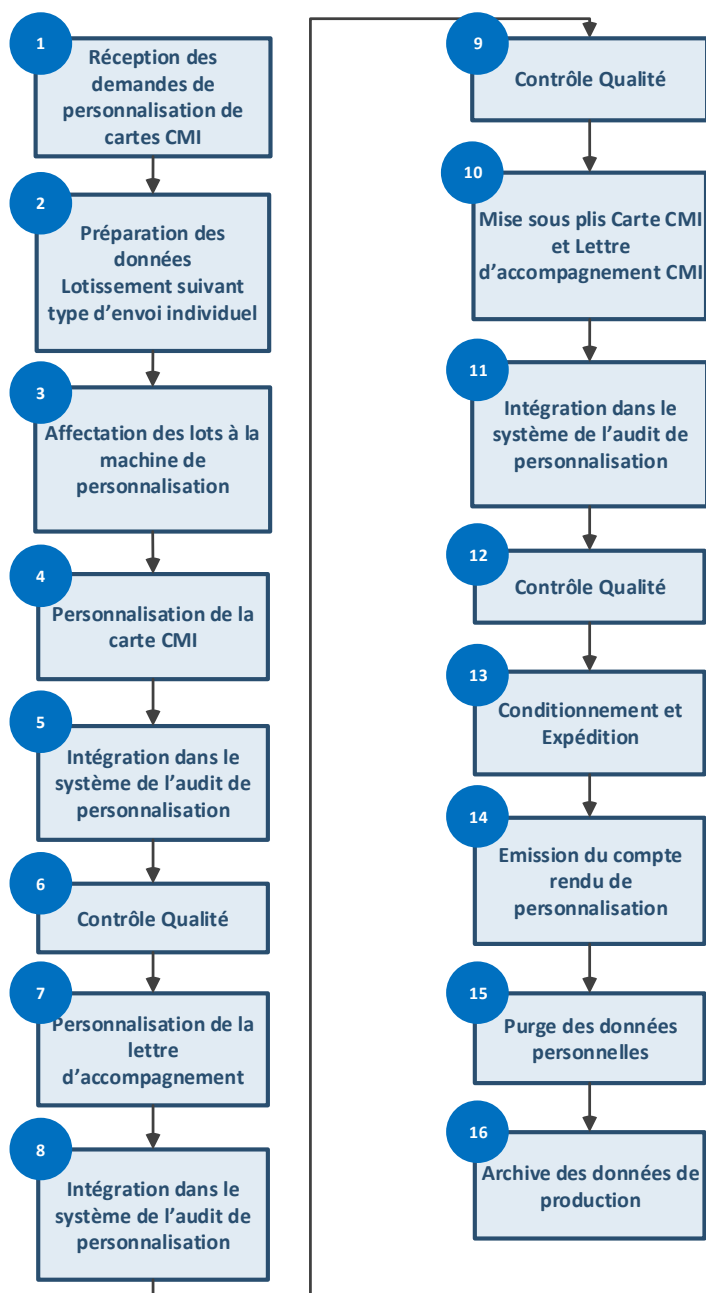 1
Réception des
demandes de
personnalisation de
cartes CMI
2
Préparation des
données
Lotissement suivant
type d'envoi individuel
3
Affectation des lots à la
machine de
personnalisation
4
Personnalisation de la
carte CMI
5
Intégration dans le
système de l'audit de
personnalisation
6
Contrôle Qualité
7
Personnalisation de la
lettre
d'accompagnement
8
Intégration dans le
système de l'audit de
personnalisation
9
Contrôle Qualité
10
Mise sous plis Carte CMI
et Lettre
d'accompagnement CMI
11
Intégration dans le
système de l'audit de
personnalisation
12
Contrôle Qualité
13
Conditionnement et
Expédition
14
Emission du compte
rendu de
personnalisation
15
Purge des données
personnelles
16
Archive des données de
production